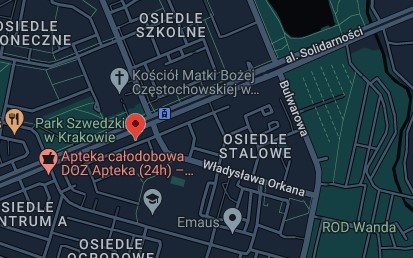 OSIEDLE
SZKOLNE
OSIEDLE
ONECZNE
al. Solidarności
Kościół Matki Bożej
Częstochowskiej w...
Bulwarowa
Park Szwedzki
w Krakowie
OSIEDLE
STALOWE
Apteka całodobowa
DOZ Apteka (24h) –...
Władysława Orkana
OSIEDLE
NTRUM A
Emaus
ROD Wanda
OSIEDLE
OGRODOWE